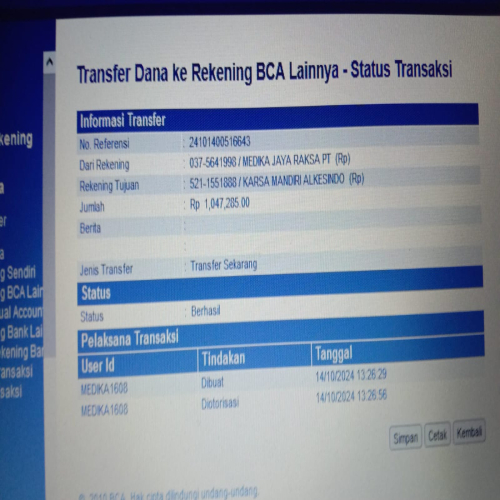 Transfer Dana ke Rekening BCA Lainnya - Status Transaksi
Informasi Transfer
No. Referensi : 24101400516643
Dari Rekening : 037-5641998 / MEDIKA JAYA RAKSA PT (Rp)
Rekening Tujuan : 521-1551888 / KARSA MANDIRI ALKESINDO (Rp)
Jumlah : Rp 1,047,285.00
Berita :
:
Jenis Transfer : Transfer Sekarang
Status
Status : Berhasil
Pelaksana Transaksi
User Id Tindakan Tanggal
MEDIKA1608 Dibuat 14/10/2024 13:26:29
MEDIKA1608 Diotorisasi 14/10/2024 13:26:56
Simpan Cetak Kembali
© 2010 BCA. Hak cipta dilindungi undang-undang.
kening
a
er
a
g Sendiri
g BCA Lain
ual Accoun
g Bank Lai
kening Ban
ansaksi
saksi